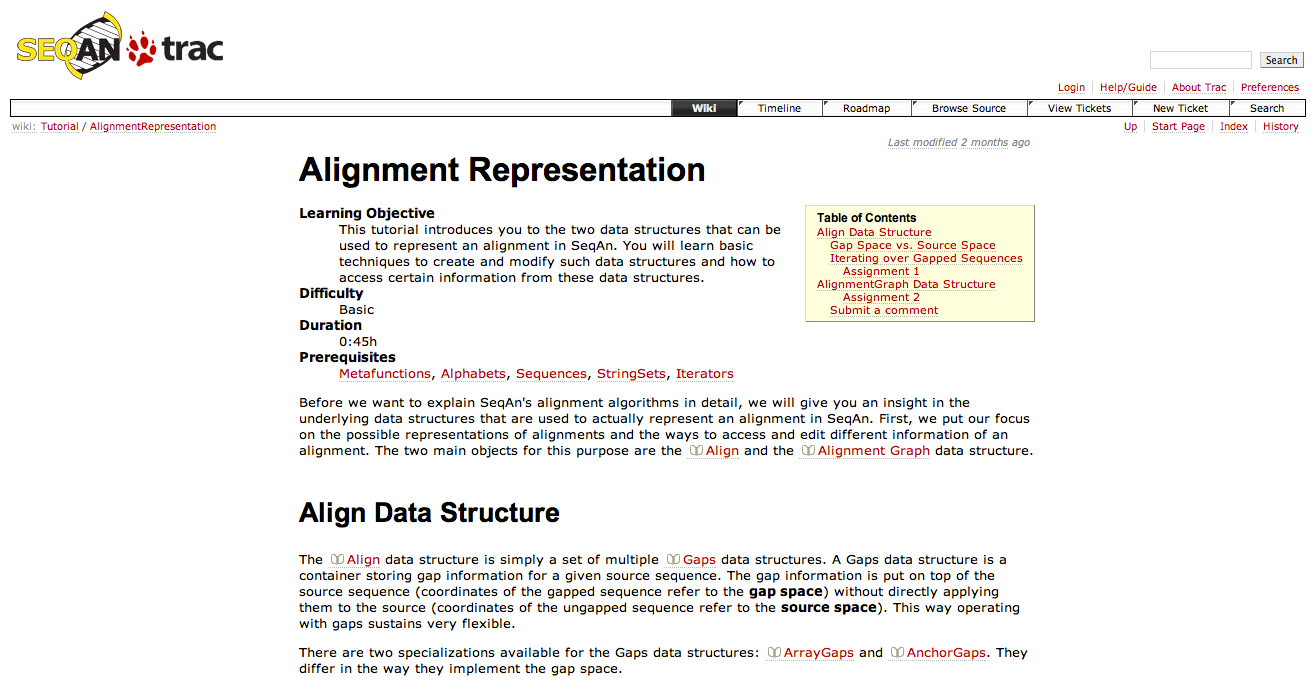 SEQAN trac
Search
Login Help/Guide About Trac Preferences
Wiki Timeline Roadmap Browse Source View Tickets New Ticket Search
wiki: Tutorial / AlignmentRepresentation
Up Start Page Index History
Last modified 2 months ago
Alignment Representation
Learning Objective
This tutorial introduces you to the two data structures that can be
used to represent an alignment in SeqAn. You will learn basic
techniques to create and modify such data structures and how to
access certain information from these data structures.
Difficulty
Basic
Duration
0:45h
Prerequisites
Metafunctions, Alphabets, Sequences, StringSets, Iterators
Table of Contents
Align Data Structure
Gap Space vs. Source Space
Iterating over Gapped Sequences
Assignment 1
AlignmentGraph Data Structure
Assignment 2
Submit a comment
Before we want to explain SeqAn's alignment algorithms in detail, we will give you an insight in the
underlying data structures that are used to actually represent an alignment in SeqAn. First, we put our focus
on the possible representations of alignments and the ways to access and edit different information of an
alignment. The two main objects for this purpose are the Align and the Alignment Graph data structure.
Align Data Structure
The Align data structure is simply a set of multiple Gaps data structures. A Gaps data structure is a
container storing gap information for a given source sequence. The gap information is put on top of the
source sequence (coordinates of the gapped sequence refer to the gap space) without directly applying
them to the source (coordinates of the ungapped sequence refer to the source space). This way operating
with gaps sustains very flexible.
There are two specializations available for the Gaps data structures: ArrayGaps and AnchorGaps. They
differ in the way they implement the gap space.